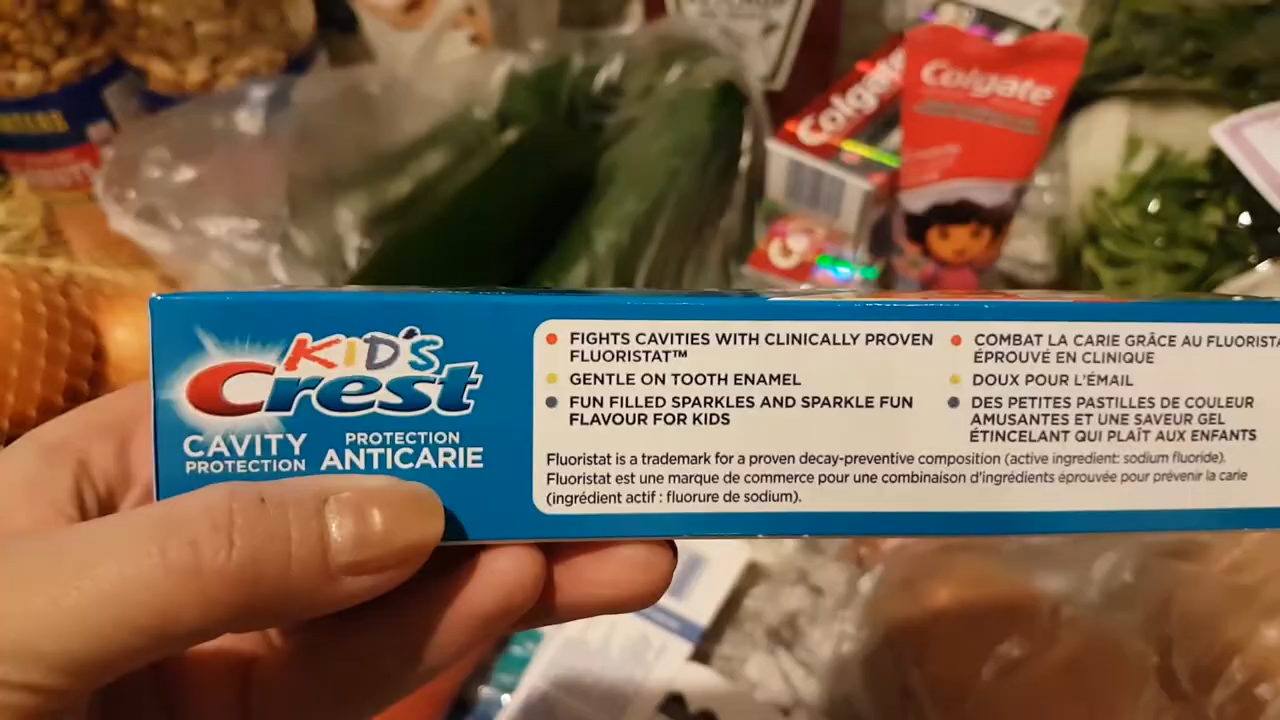 Colgate
Colgate
KID'S
Crest
CAVITY
PROTECTION
PROTECTION
ANTICARIE
FIGHTS CAVITIES WITH CLINICALLY PROVEN
FLUORISTAT™
GENTLE ON TOOTH ENAMEL
FUN FILLED SPARKLES AND SPARKLE FUN
FLAVOUR FOR KIDS
COMBAT LA CARIE GRÂCE AU FLUORISTA
ÉPROUVÉ EN CLINIQUE
DOUX POUR L'ÉMAIL
DES PETITES PASTILLES DE COULEUR
AMUSANTES ET UNE SAVEUR GEL
ÉTINCELANT QUI PLAÎT AUX ENFANTS
Fluoristat is a trademark for a proven decay-preventive composition (active ingredient: sodium fluoride).
Fluoristat est une marque de commerce pour une combinaison d'ingrédients éprouvée pour prévenir la carie
(ingrédient actif : fluorure de sodium).